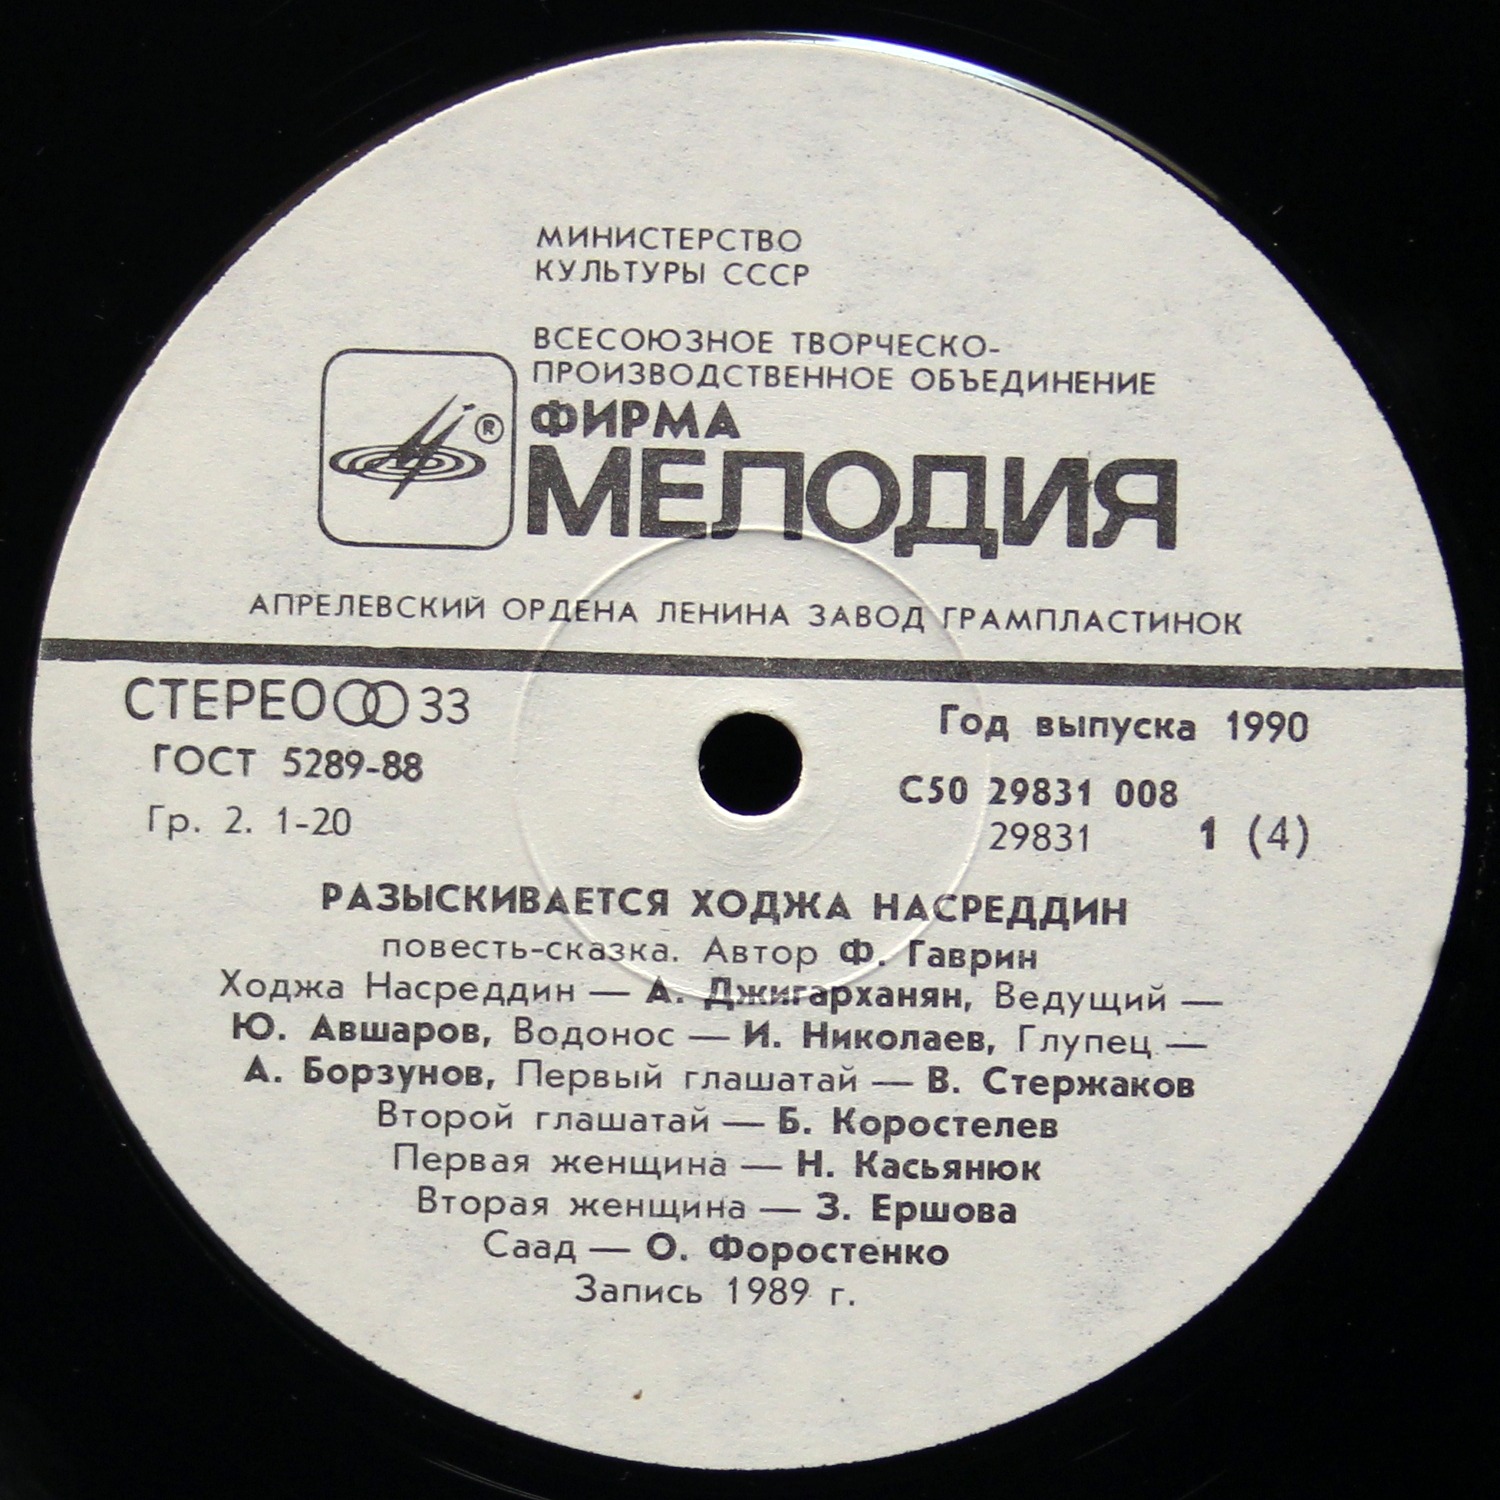 МИНИСТЕРСТВО
КУЛЬТУРЫ СССР
ВСЕСОЮЗНОЕ ТВОРЧЕСКО-
ПРОИЗВОДСТВЕННОЕ ОБЪЕДИНЕНИЕ
ФИРМА
®
МЕЛОДИЯ
АПРЕЛЕВСКИЙ ОРДЕНА ЛЕНИНА ЗАВОД ГРАМПЛАСТИНОК
СТЕРЕО 33
ГОСТ 5289-88
Гр. 2. 1-20
Год выпуска 1990
С50 29831 008
29831 1 (4)
РАЗЫСКИВАЕТСЯ ХОДЖА НАСРЕДДИН
повесть-сказка. Автор Ф. Гаврин
Ходжа Насреддин — А. Джигарханян, Ведущий —
Ю. Авшаров, Водонос — И. Николаев, Глупец —
А. Борзунов, Первый глашатай — В. Стержаков
Второй глашатай — Б. Коростелев
Первая женщина — Н. Касьянюк
Вторая женщина — З. Ершова
Саад — О. Форостенко
Запись 1989 г.